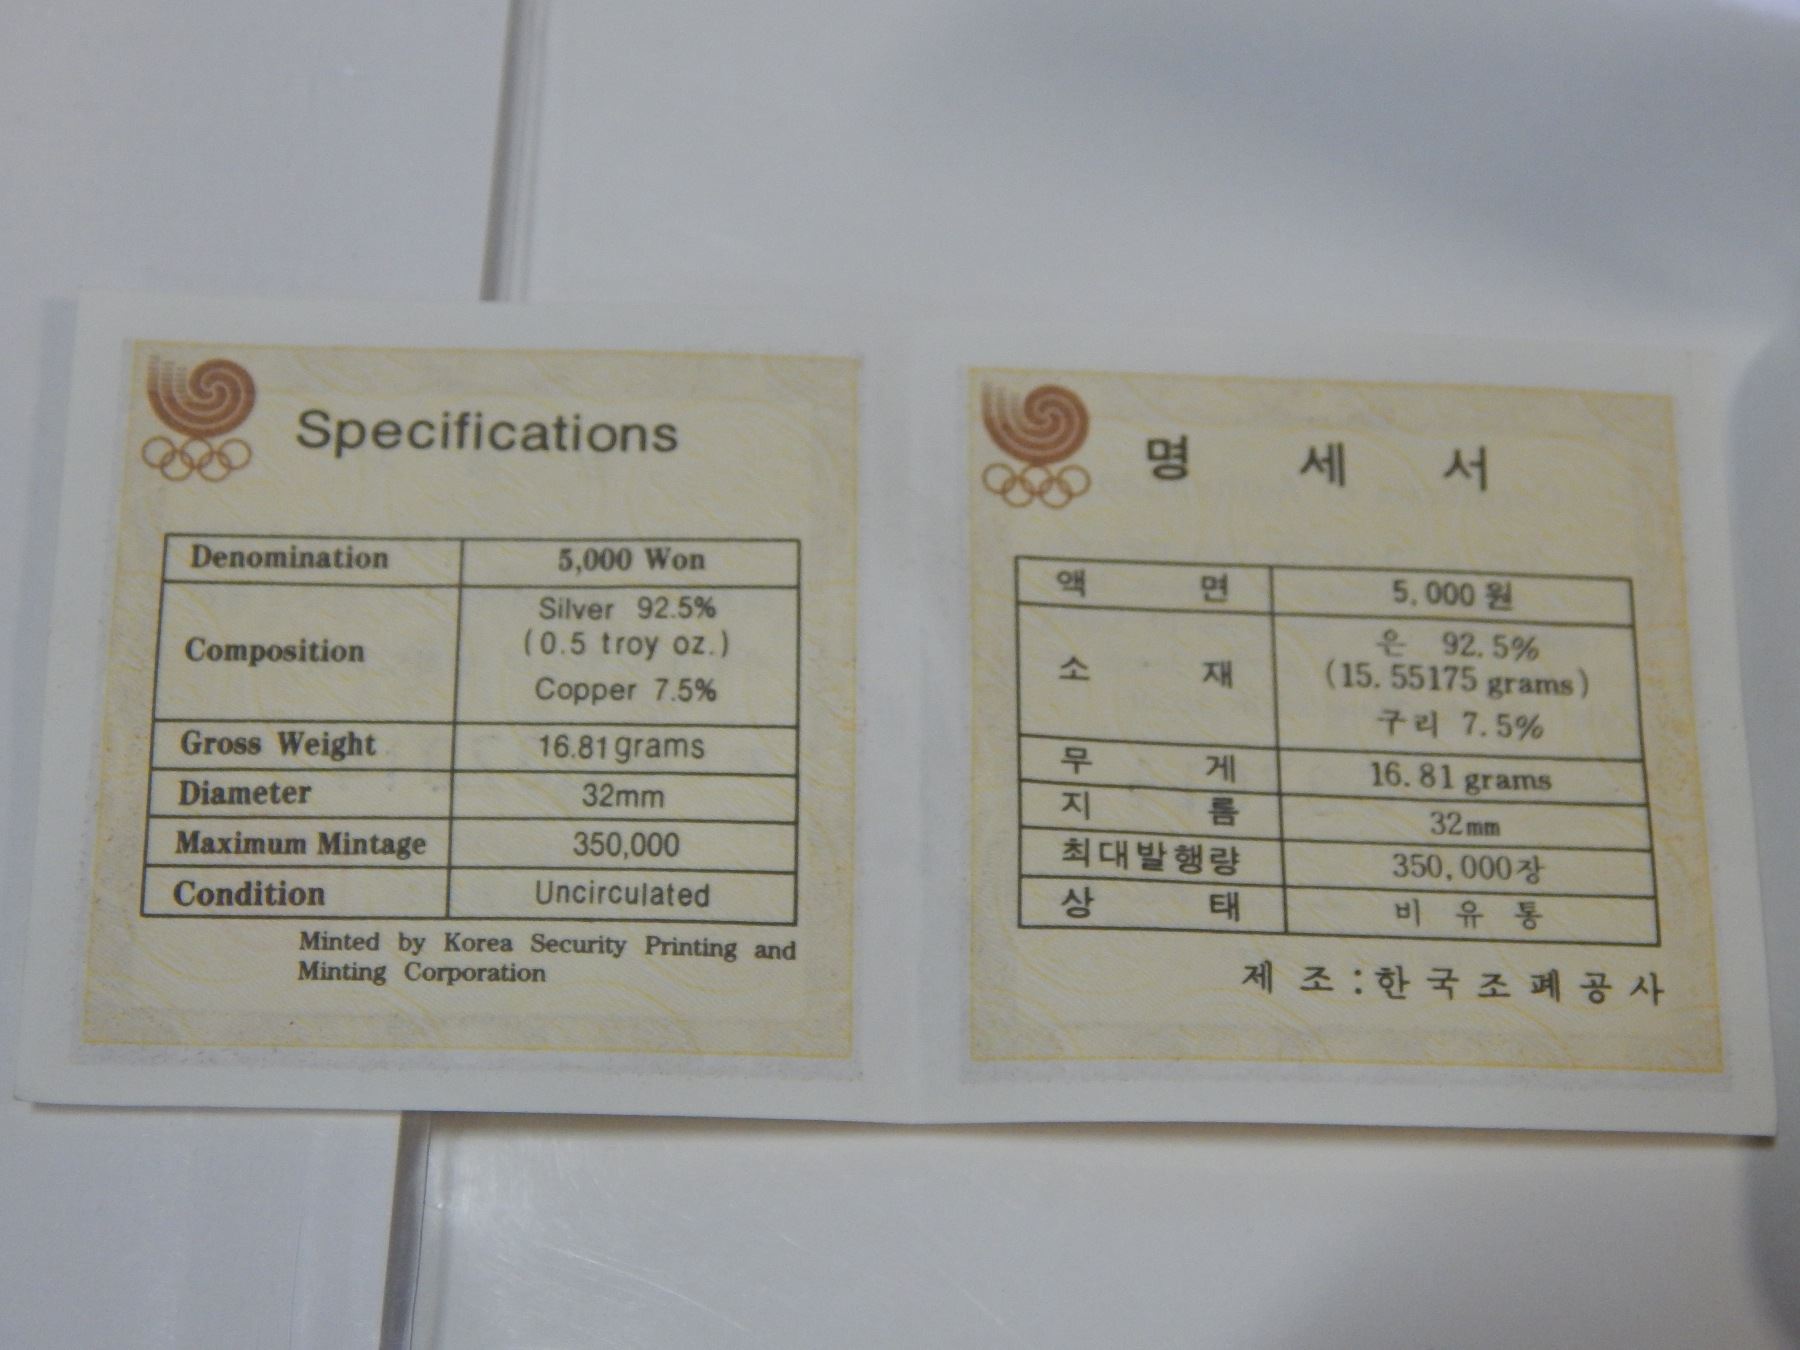 Specifications
Denomination 5,000 Won
Composition Silver 92.5%
(0.5 troy oz.)
Copper 7.5%
Gross Weight 16.81 grams
Diameter 32mm
Maximum Mintage 350,000
Condition Uncirculated
Minted by Korea Security Printing and
Minting Corporation
명 세 서
액 면 5,000 원
소 재 은 92.5%
(15.55175 grams)
구리 7.5%
무 게 16.81 grams
지 름 32mm
최대발행량 350,000장
상 태 비 유 통
제 조 : 한 국 조 폐 공 사